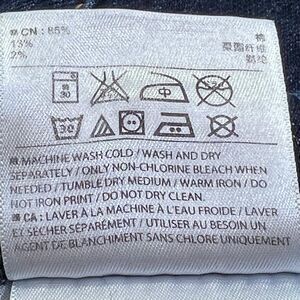 CN: 85% 棉
13% 聚酯纤维
2%
30
30
MACHINE WASH COLD / WASH AND DRY
SEPARATELY / ONLY NON-CHLORINE BLEACH WHEN
NEEDED / TUMBLE DRY MEDIUM / WARM IRON / DO
NOT IRON PRINT / DO NOT DRY CLEAN.
CA : LAVER À LA MACHINE À L'EAU FROIDE / LAVER
ET SÉCHER SÉPARÉMENT / UTILISER AU BESOIN UN
AGENT DE BLANCHIMENT SANS CHLORE UNIQUEMENT